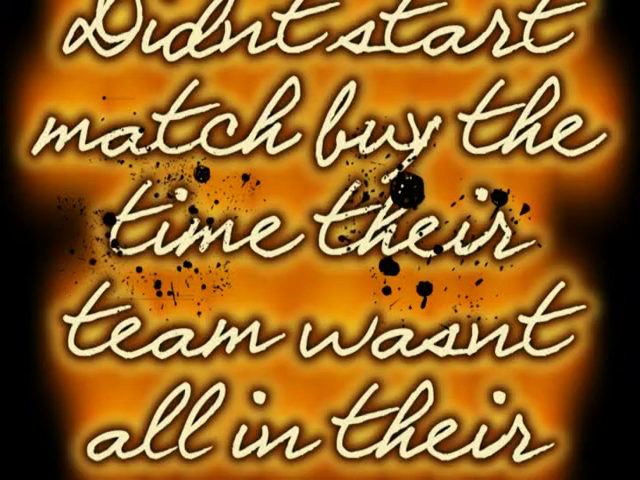 Didnt start
match buy the
time their
team wasnt
all in their